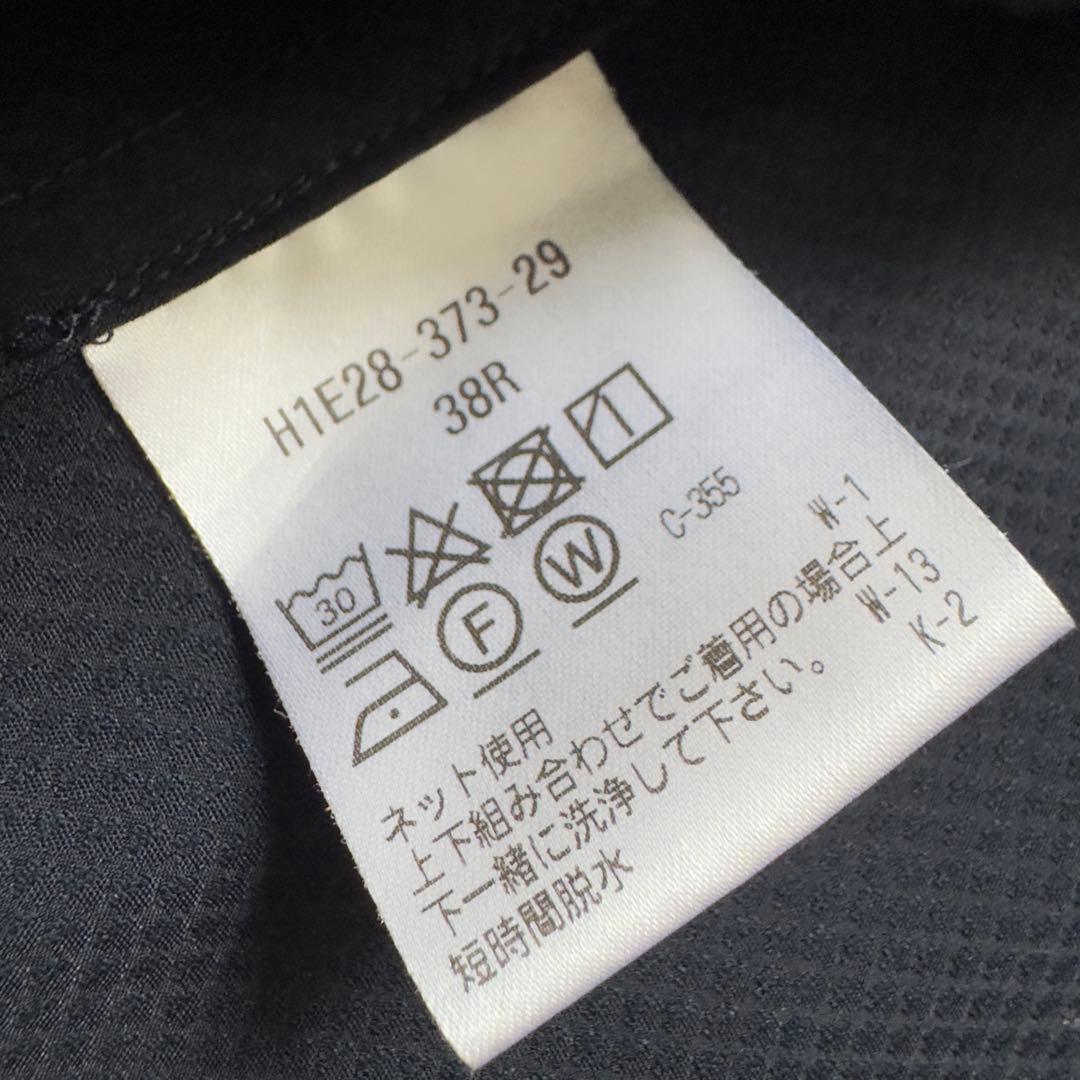 H1E28-373-29
38R
30
F
W
C-355
W-1
ネット使用
上下組み合わせでご着用の場合上
W-13
下一緒に洗浄して下さい。
K-2
短時間脱水